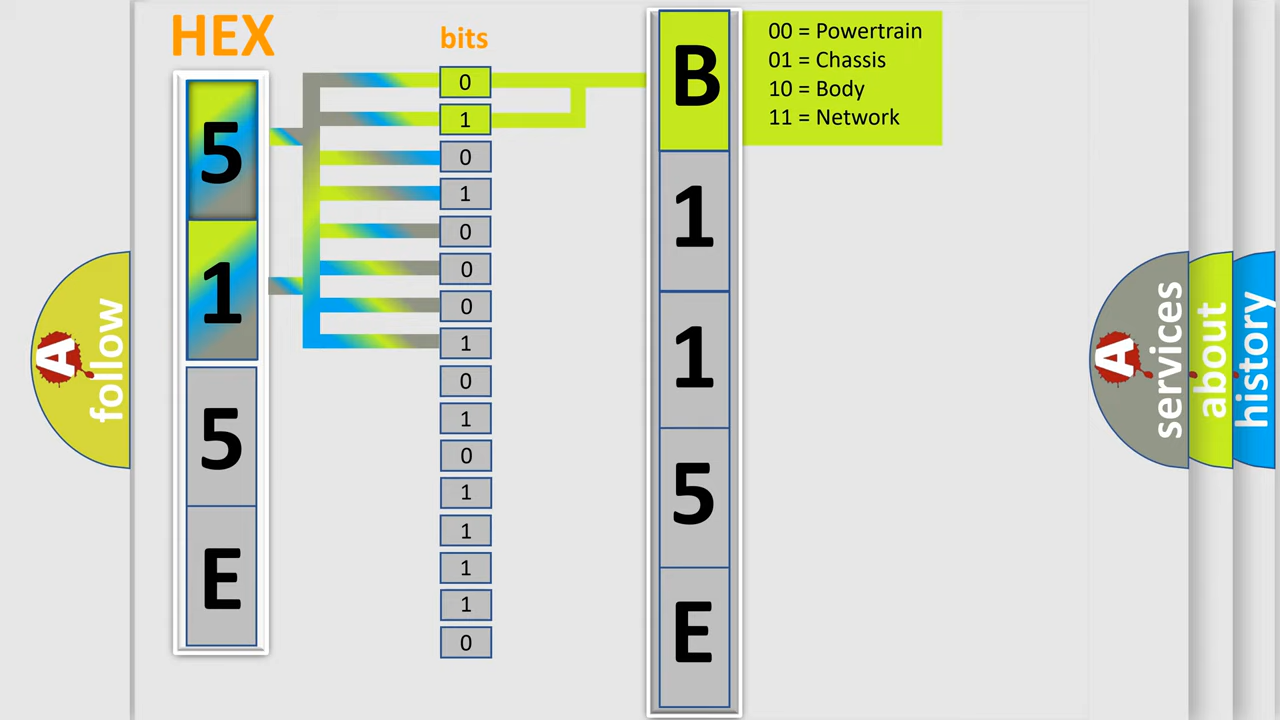 HEX
bits
5
1
5
E
0
1
0
1
0
0
0
1
0
1
0
1
1
1
1
0
B
1
1
5
E
00 = Powertrain
01 = Chassis
10 = Body
11 = Network
A
follow
A
services
about
history